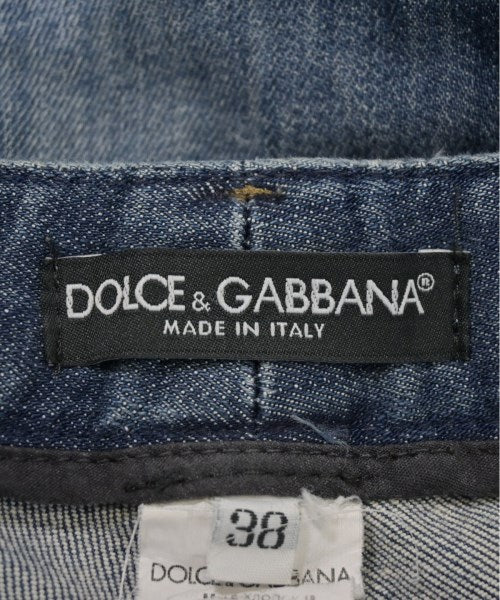 DOLCE & GABBANA®
MADE IN ITALY
38
DOLCE & GABBANA